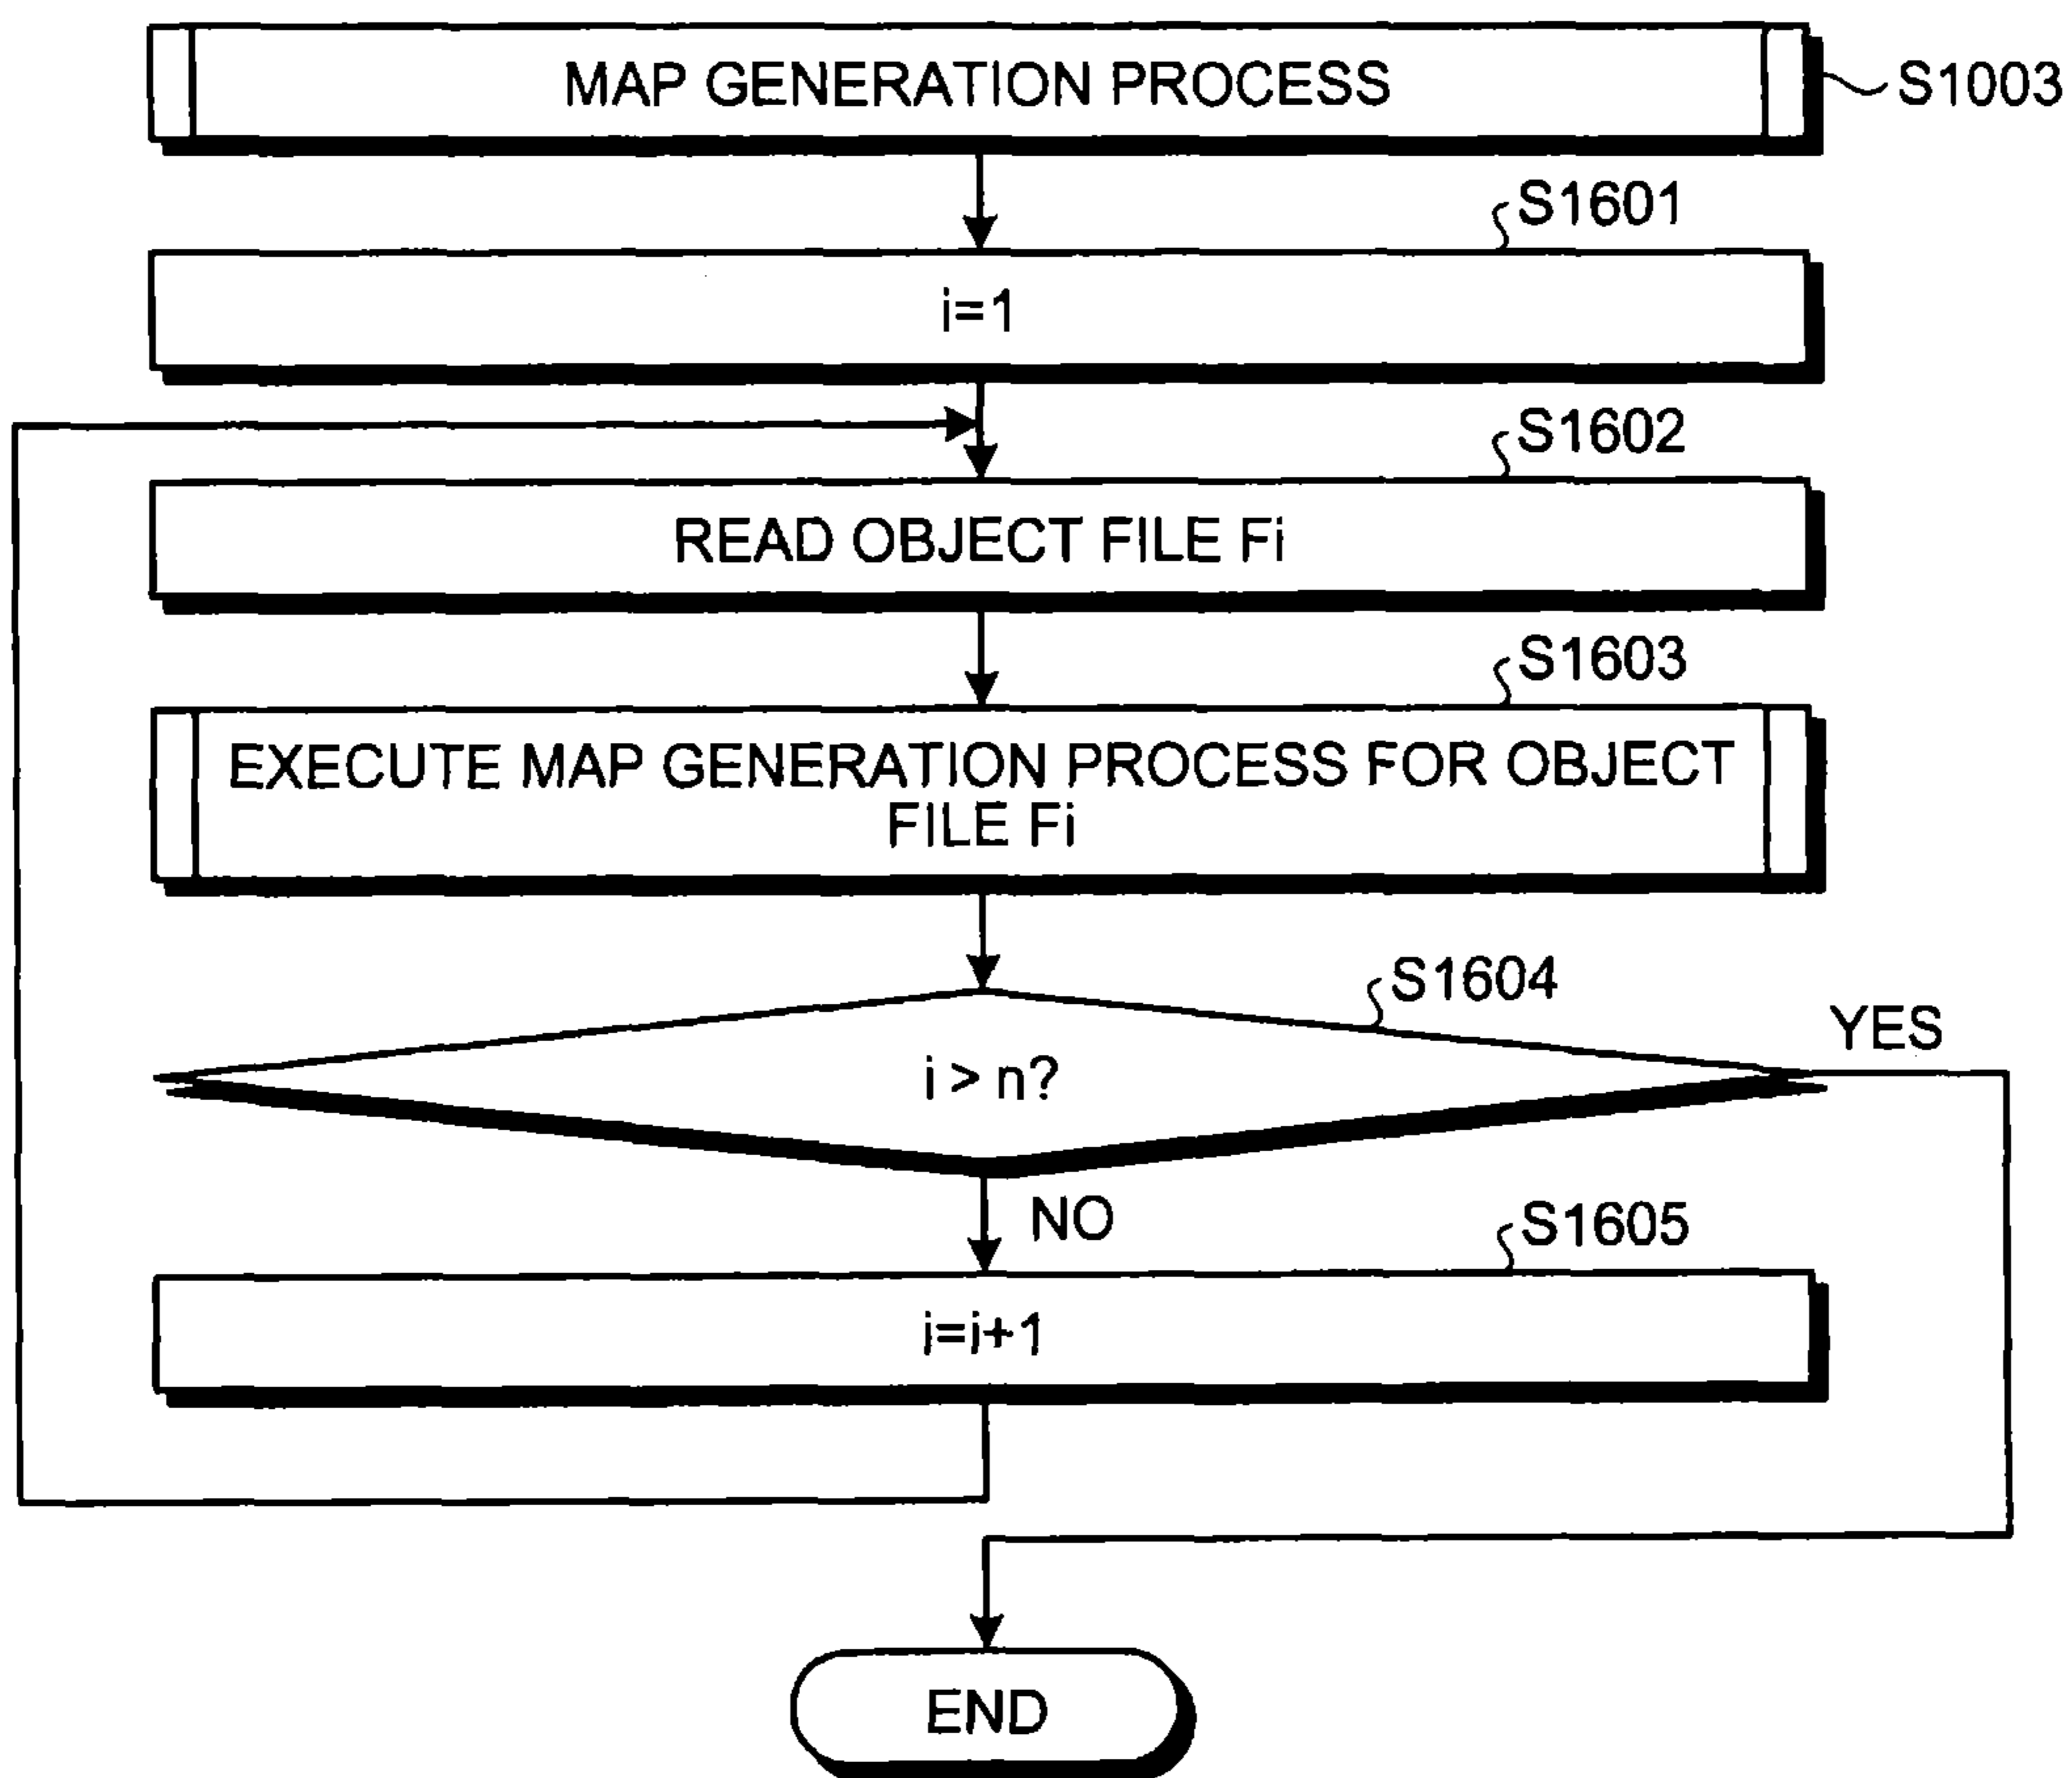 MAP GENERATION PROCESS
S1003
S1601
i=1
S1602
READ OBJECT FILE Fi
S1603
EXECUTE MAP GENERATION PROCESS FOR OBJECT
FILE Fi
S1604
YES
i > n?
NO
S1605
i=i+1
END